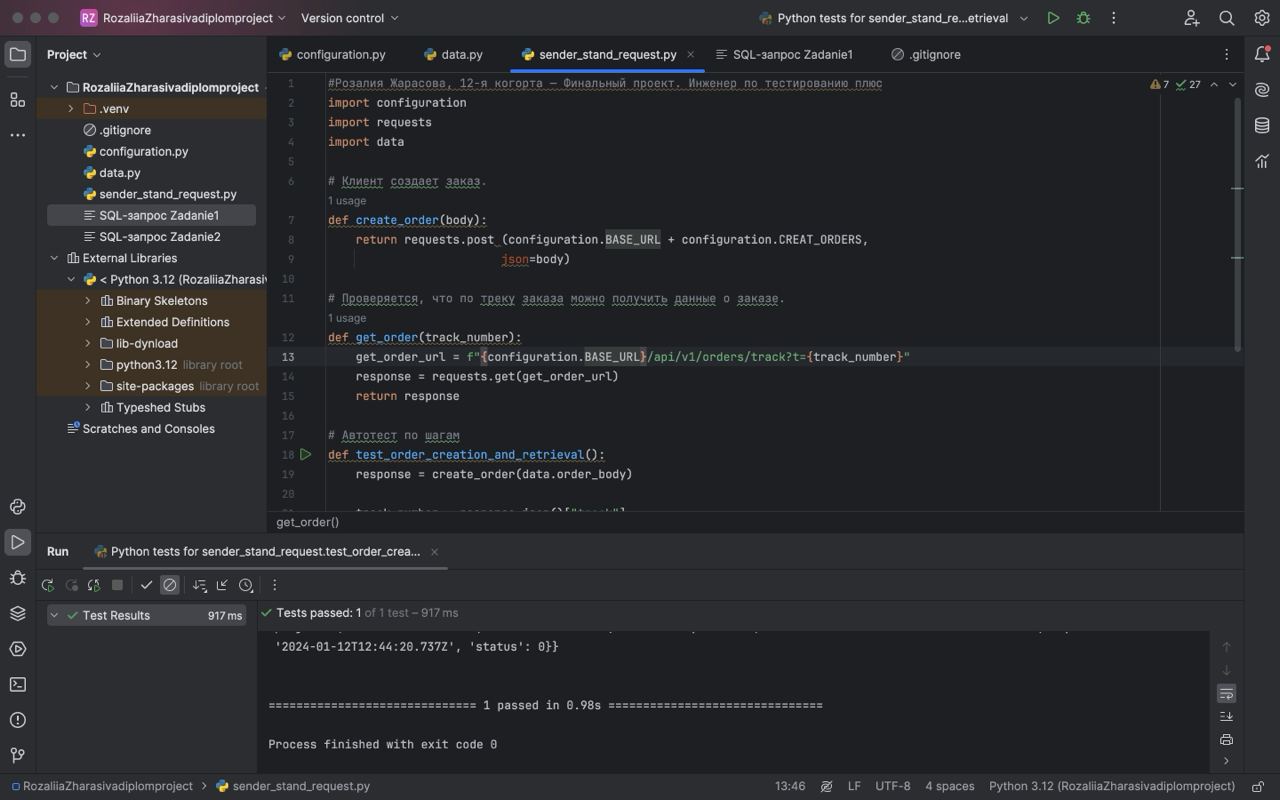 RZ RozaliiaZharasivadiplomproject Version control Python tests for sender_stand_re...etrieval
Project configuration.py data.py sender_stand_request.py SQL-запрос Zadanie1 .gitignore
RozaliiaZharasivadiplomproject
.venv
.gitignore
configuration.py
data.py
sender_stand_request.py
SQL-запрос Zadanie1
SQL-запрос Zadanie2
External Libraries
< Python 3.12 (RozaliiaZharasiv
Binary Skeletons
Extended Definitions
lib-dynload
python3.12 library root
site-packages library root
Typeshed Stubs
Scratches and Consoles
7 27
1 #Розалия Жарасова, 12-я когорта — Финальный проект. Инженер по тестированию плюс
2 import configuration
3 import requests
4 import data
5
6 # Клиент создает заказ.
1 usage
7 def create_order(body):
8 return requests.post (configuration.BASE_URL + configuration.CREAT_ORDERS,
9 json=body)
10
11 # Проверяется, что по треку заказа можно получить данные о заказе.
1 usage
12 def get_order(track_number):
13 get_order_url = f"{configuration.BASE_URL}/api/v1/orders/track?t={track_number}"
14 response = requests.get(get_order_url)
15 return response
16
17 # Автотест по шагам
18 def test_order_creation_and_retrieval():
19 response = create_order(data.order_body)
20
get_order()
Run Python tests for sender_stand_request.test_order_crea...
Test Results 917 ms
Tests passed: 1 of 1 test – 917 ms
'2024-01-12T12:44:20.737Z', 'status': 0}}
============================== 1 passed in 0.98s ===============================
Process finished with exit code 0
RozaliiaZharasivadiplomproject > sender_stand_request.py 13:46 LF UTF-8 4 spaces Python 3.12 (RozaliiaZharasivadiplomproject)